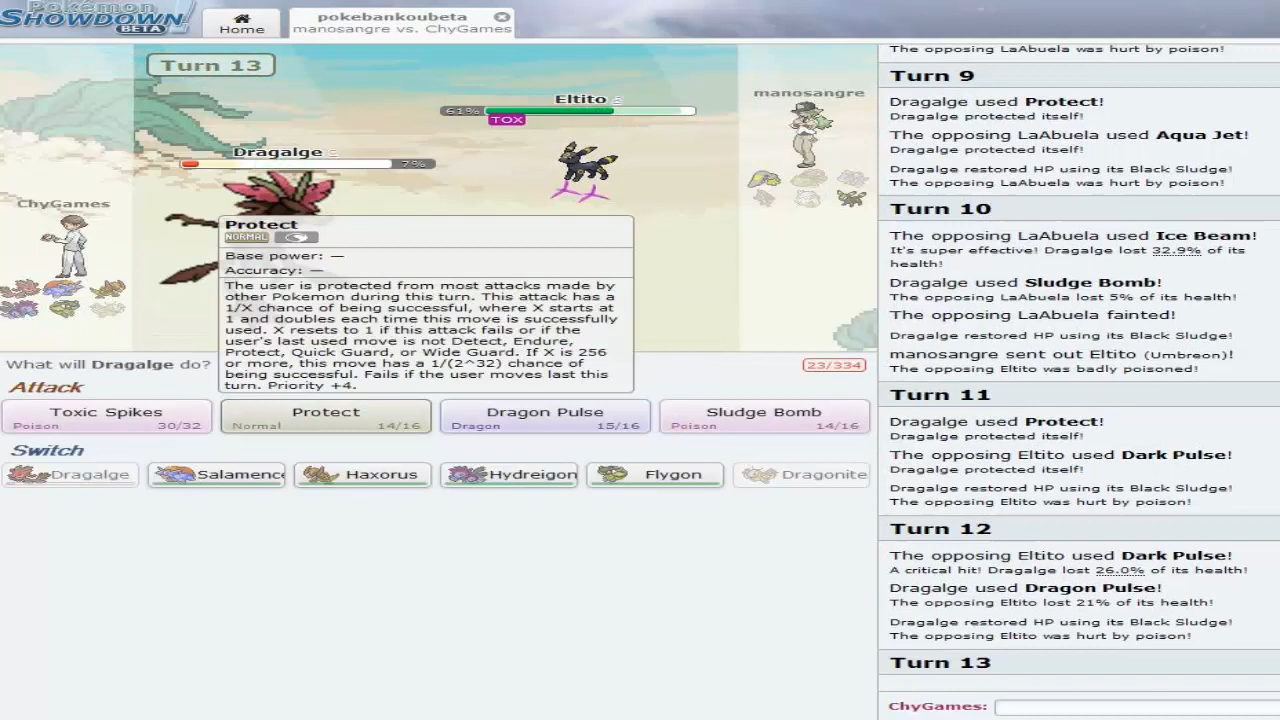 Pokémon
SHOWDOWN
BETA
Home
pokebankoubeta
manosangre vs. ChyGames
Turn 13
Eltito
61%
TOX
Dragalge
7%
manosangre
ChyGames
Protect
NORMAL
Base power: —
Accuracy: —
The user is protected from most attacks made by
other Pokemon during this turn. This attack has a
1/X chance of being successful, where X starts at
1 and doubles each time this move is successfully
used. X resets to 1 if this attack fails or if the
user's last used move is not Detect, Endure,
Protect, Quick Guard, or Wide Guard. If X is 256
or more, this move has a 1/(2^32) chance of
being successful. Fails if the user moves last this
turn. Priority +4.
What will Dragalge do?
23/334
Attack
Toxic Spikes
Poison 30/32
Protect
Normal 14/16
Dragon Pulse
Dragon 15/16
Sludge Bomb
Poison 14/16
Switch
Dragalge
Salamenc
Haxorus
Hydreigon
Flygon
Dragonite
The opposing LaAbuela was hurt by poison!
Turn 9
Dragalge used Protect!
Dragalge protected itself!
The opposing LaAbuela used Aqua Jet!
Dragalge protected itself!
Dragalge restored HP using its Black Sludge!
The opposing LaAbuela was hurt by poison!
Turn 10
The opposing LaAbuela used Ice Beam!
It's super effective! Dragalge lost 32.9% of its
health!
Dragalge used Sludge Bomb!
The opposing LaAbuela lost 5% of its health!
The opposing LaAbuela fainted!
Dragalge restored HP using its Black Sludge!
manosangre sent out Eltito (Umbreon)!
The opposing Eltito was badly poisoned!
Turn 11
Dragalge used Protect!
Dragalge protected itself!
The opposing Eltito used Dark Pulse!
Dragalge protected itself!
Dragalge restored HP using its Black Sludge!
The opposing Eltito was hurt by poison!
Turn 12
The opposing Eltito used Dark Pulse!
A critical hit! Dragalge lost 26.0% of its health!
Dragalge used Dragon Pulse!
The opposing Eltito lost 21% of its health!
Dragalge restored HP using its Black Sludge!
The opposing Eltito was hurt by poison!
Turn 13
ChyGames: